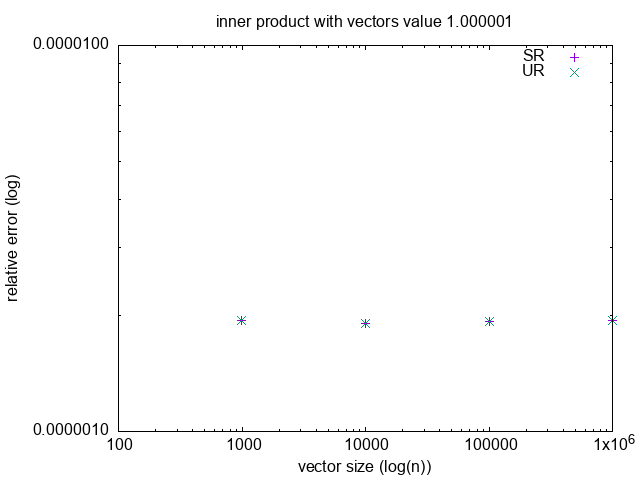 inner product with vectors value 1.000001
0.0000100
SR
UR
relative error (log)
0.0000010
100 1000 10000 100000 1x10⁶
vector size (log(n))